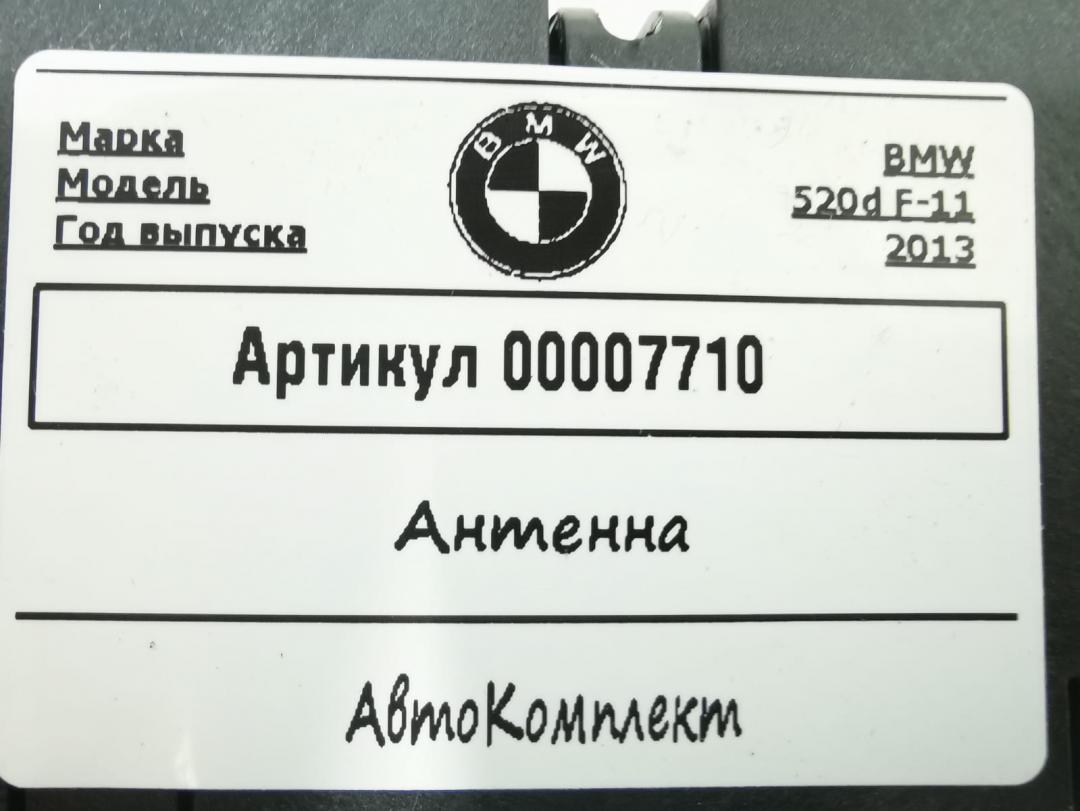 Марка BMW
Модель 520d F-11
Год выпуска 2013
BMW
Артикул 00007710
Антенна
АвтоКомплект